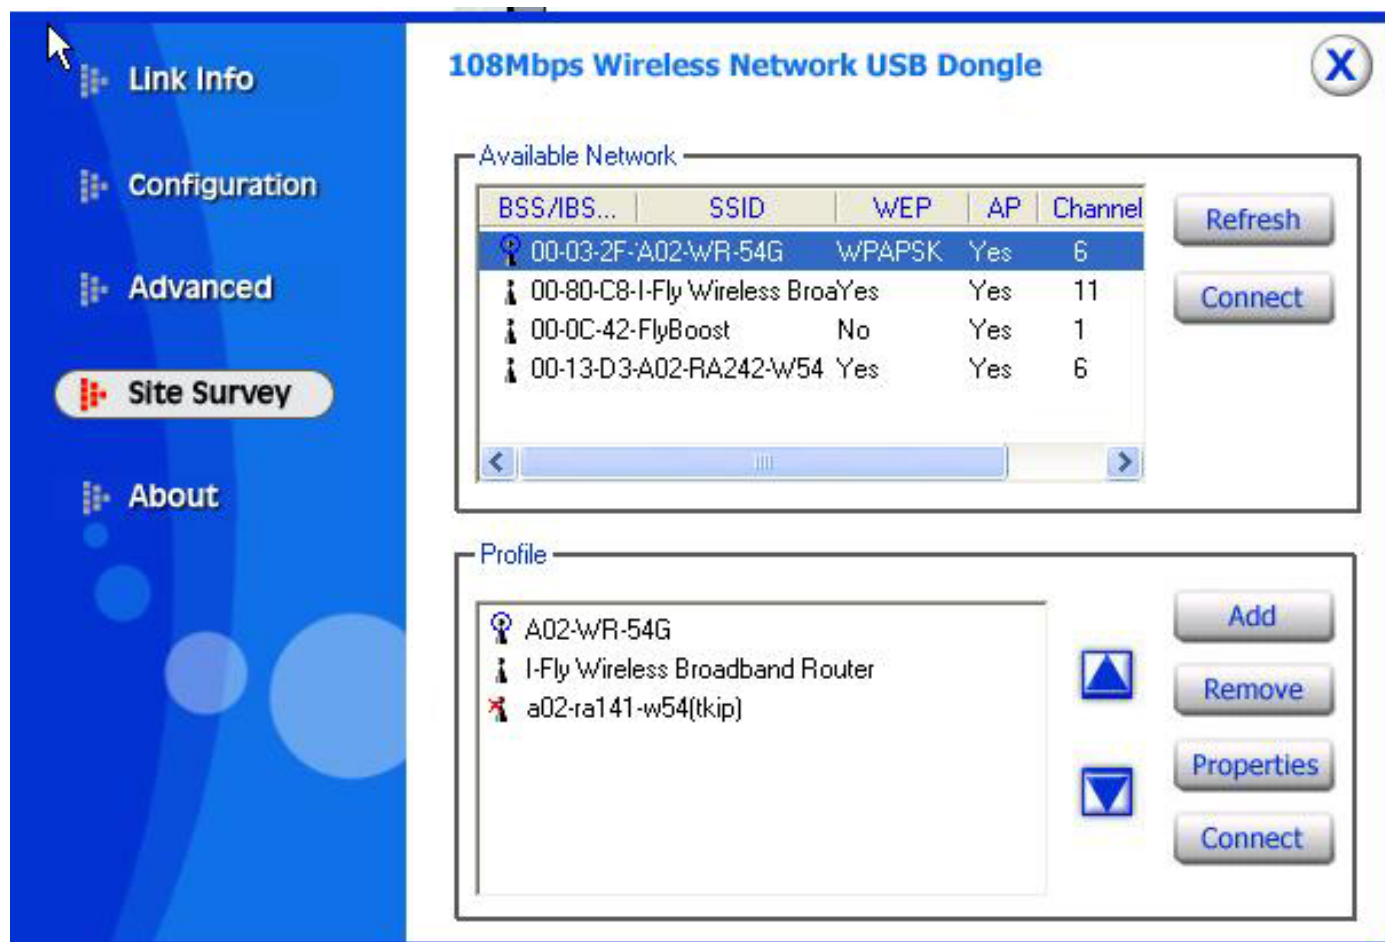 Link Info
Configuration
Advanced
Site Survey
About
108Mbps Wireless Network USB Dongle
X
Available Network
BSS/IBS... SSID WEP AP Channel
00-03-2F- A02-WR-54G WPAPSK Yes 6
00-80-C8- I-Fly Wireless Broa Yes Yes 11
00-0C-42- FlyBoost No Yes 1
00-13-D3- A02-RA242-W54 Yes Yes 6
Refresh
Connect
Profile
A02-WR-54G
I-Fly Wireless Broadband Router
a02-ra141-w54(tkip)
Add
Remove
Properties
Connect